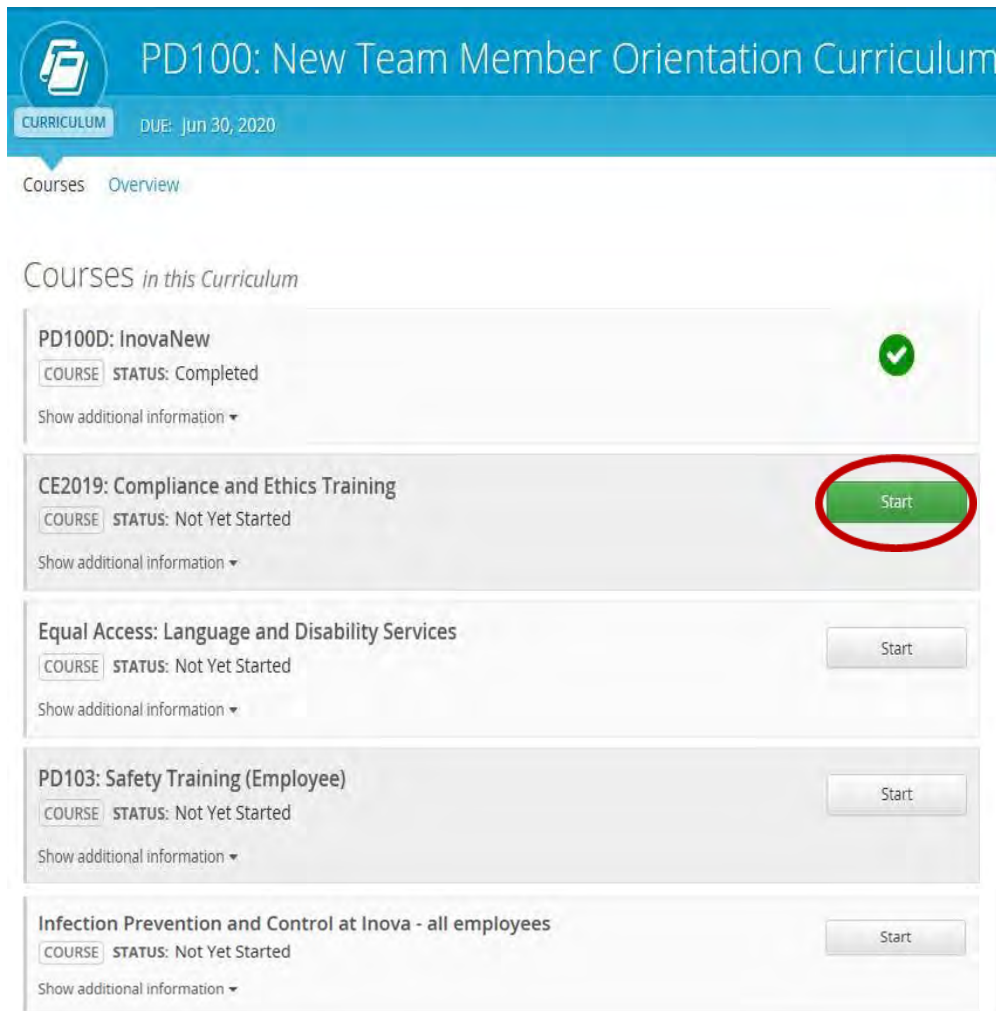 PD100: New Team Member Orientation Curriculum
CURRICULUM
DUE: Jun 30, 2020
Courses Overview
Courses in this Curriculum
PD100D: InovaNew
COURSE STATUS: Completed
Show additional information
CE2019: Compliance and Ethics Training
Start
COURSE STATUS: Not Yet Started
Show additional information
Equal Access: Language and Disability Services
Start
COURSE STATUS: Not Yet Started
Show additional information
PD103: Safety Training (Employee)
Start
COURSE STATUS: Not Yet Started
Show additional information
Infection Prevention and Control at Inova - all employees
Start
COURSE STATUS: Not Yet Started
Show additional information